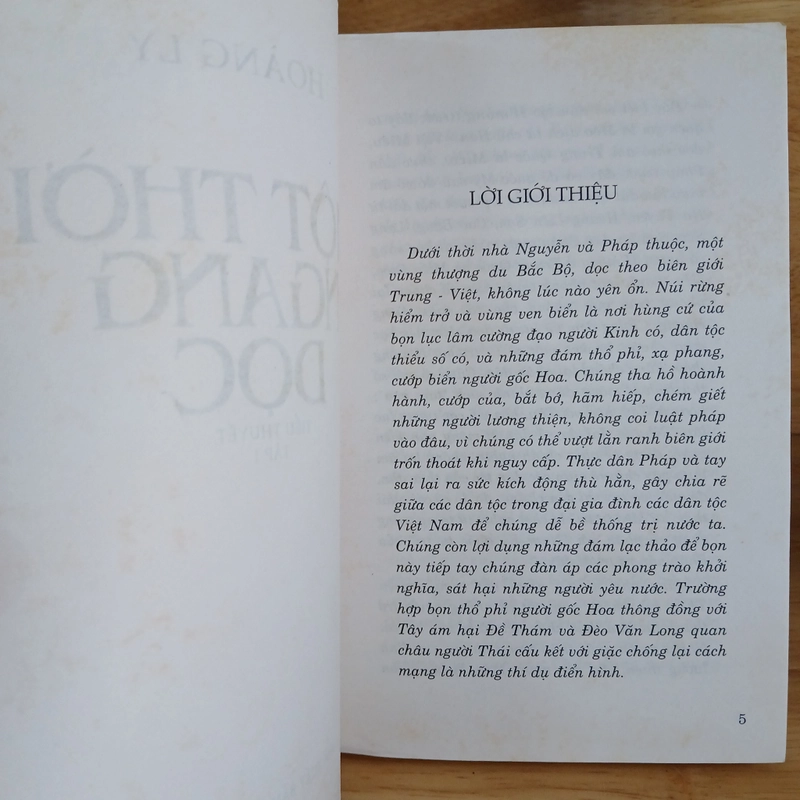 HOÀNG LY
ỘT THỜI
NGANG
DỌC
LỜI GIỚI THIỆU
Dưới thời nhà Nguyễn và Pháp thuộc, một
vùng thượng du Bắc Bộ, dọc theo biên giới
Trung - Việt, không lúc nào yên ổn. Núi rừng
hiểm trở và vùng ven biển là nơi hùng cứ của
bọn lục lâm cường đạo người Kinh có, dân tộc
thiểu số có, và những đám thổ phỉ, xạ phang,
cướp biển người gốc Hoa. Chúng tha hồ hoành
hành, cướp của, bắt bớ, hãm hiếp, chém giết
những người lương thiện, không coi luật pháp
vào đâu, vì chúng có thể vượt lằn ranh biên giới
trốn thoát khi nguy cấp. Thực dân Pháp và tay
sai lại ra sức kích động thù hằn, gây chia rẽ
giữa các dân tộc trong đại gia đình các dân tộc
Việt Nam để chúng dễ bề thống trị nước ta.
Chúng còn lợi dụng những đám lạc thảo để bọn
này tiếp tay chúng đàn áp các phong trào khởi
nghĩa, sát hại những người yêu nước. Trường
hợp bọn thổ phỉ người gốc Hoa thông đồng với
Tây ám hại Đề Thám và Đèo Văn Long quan
châu người Thái cấu kết với giặc chống lại cách
mạng là những thí dụ điển hình.
5